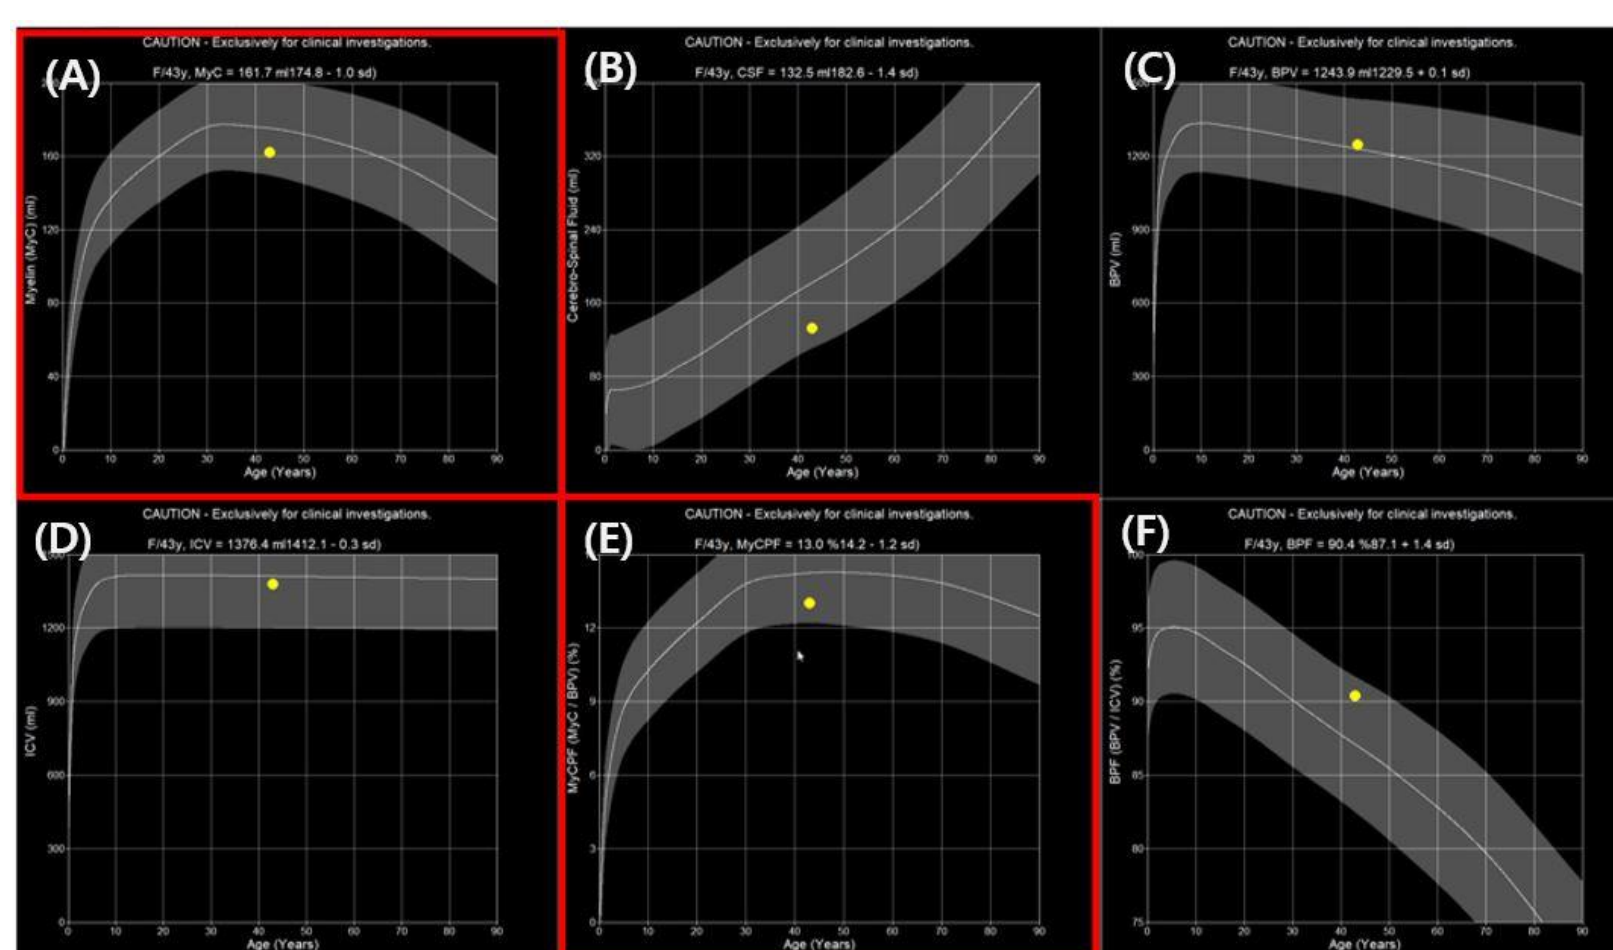 CAUTION - Exclusively for clinical investigations.
(A)
F/43y, MyC = 161.7 ml174.8 - 1.0 sd)
160
120
80
40
0
Myelin (MyC) (ml)
0 10 20 30 40 50 60 70 80 90
Age (Years)
CAUTION - Exclusively for clinical investigations.
(B)
F/43y, CSF = 132.5 ml182.6 - 1.4 sd)
320
240
160
80
0
Cerebro-Spinal Fluid (ml)
0 10 20 30 40 50 60 70 80 90
Age (Years)
CAUTION - Exclusively for clinical investigations.
(C)
F/43y, BPV = 1243.9 ml1229.5 + 0.1 sd)
1200
900
600
300
0
BPV (ml)
0 10 20 30 40 50 60 70 80 90
Age (Years)
CAUTION - Exclusively for clinical investigations.
(D)
F/43y, ICV = 1376.4 ml1412.1 - 0.3 sd)
1200
900
600
300
0
ICV (ml)
0 10 20 30 40 50 60 70 80 90
Age (Years)
CAUTION - Exclusively for clinical investigations.
(E)
F/43y, MyCPF = 13.0 %14.2 - 1.2 sd)
12
9
6
3
0
MyCPF (MyC / BPV) (%)
0 10 20 30 40 50 60 70 80 90
Age (Years)
CAUTION - Exclusively for clinical investigations.
(F)
F/43y, BPF = 90.4 %87.1 + 1.4 sd)
100
95
90
85
80
75
BPF (BPV / ICV) (%)
0 10 20 30 40 50 60 70 80 90
Age (Years)